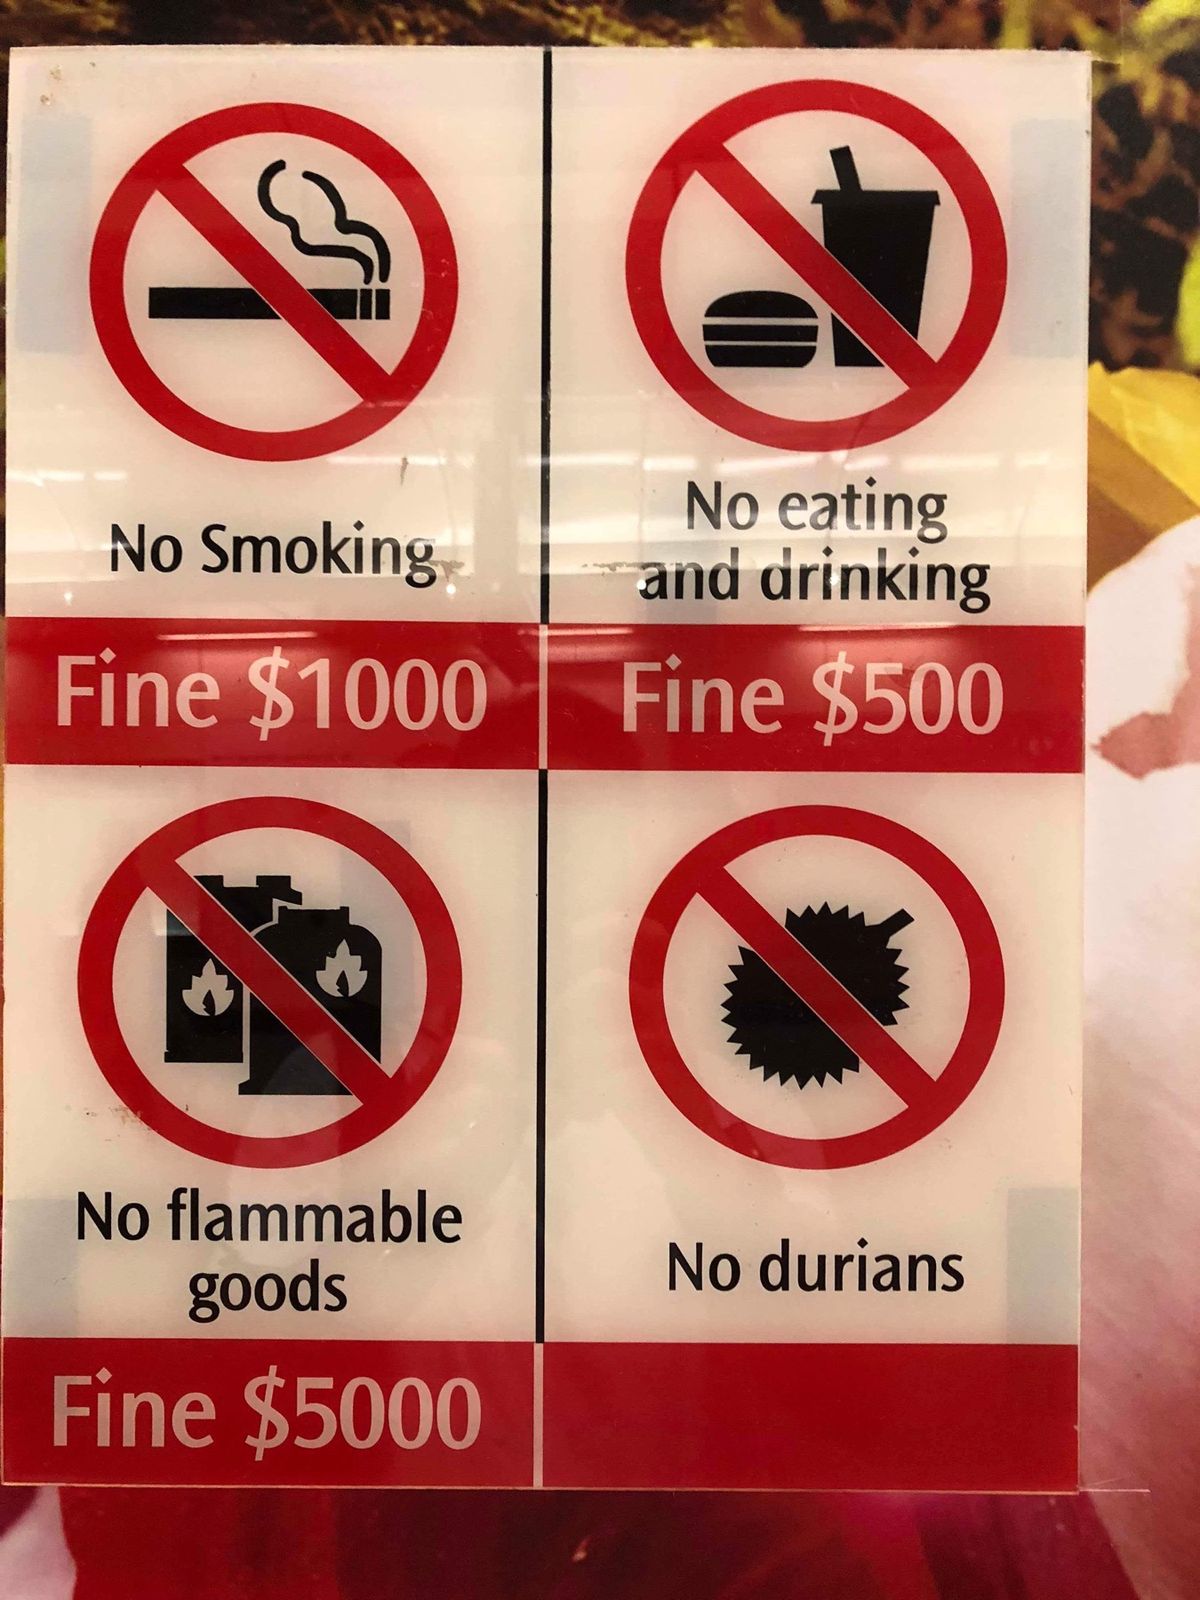 No Smoking
Fine $1000
No eating
and drinking
Fine $500
No flammable
goods
Fine $5000
No durians